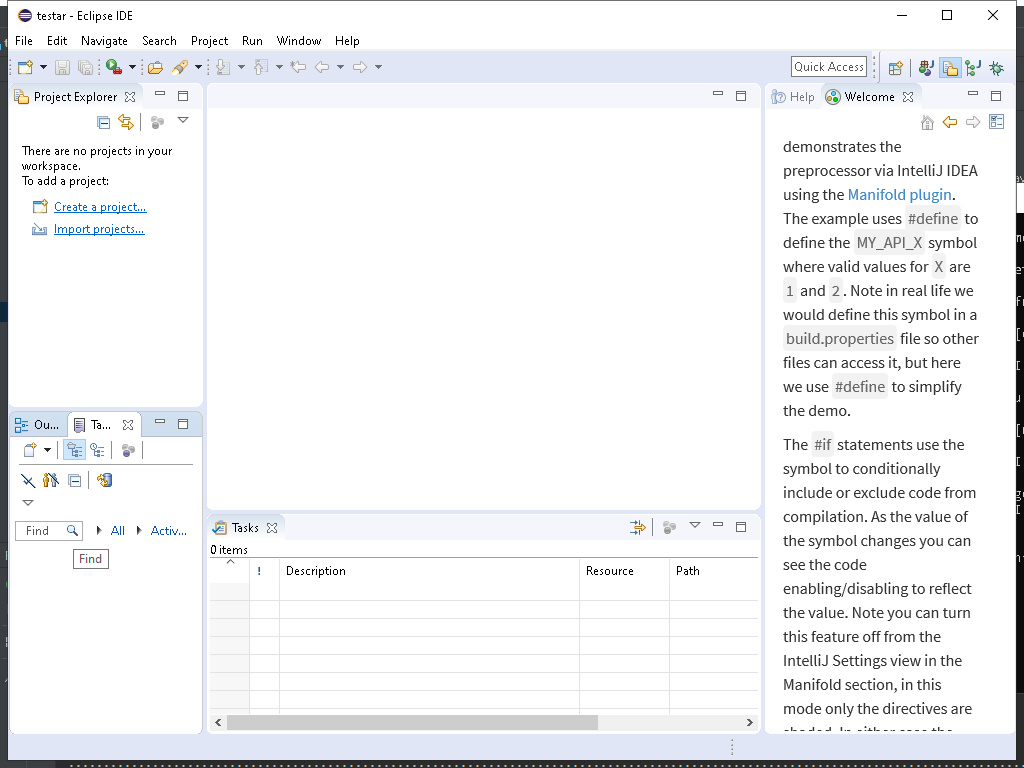 testar - Eclipse IDE
File Edit Navigate Search Project Run Window Help
Quick Access
Project Explorer
There are no projects in your
workspace.
To add a project:
Create a project...
Import projects...
Ou...
Ta...
Find
All
Activ...
Find
Tasks
0 items
! Description Resource Path
Help
Welcome
demonstrates the
preprocessor via IntelliJ IDEA
using the Manifold plugin.
The example uses #define to
define the MY_API_X symbol
where valid values for X are
1 and 2. Note in real life we
would define this symbol in a
build.properties file so other
files can access it, but here
we use #define to simplify
the demo.
The #if statements use the
symbol to conditionally
include or exclude code from
compilation. As the value of
the symbol changes you can
see the code
enabling/disabling to reflect
the value. Note you can turn
this feature off from the
IntelliJ Settings view in the
Manifold section, in this
mode only the directives are